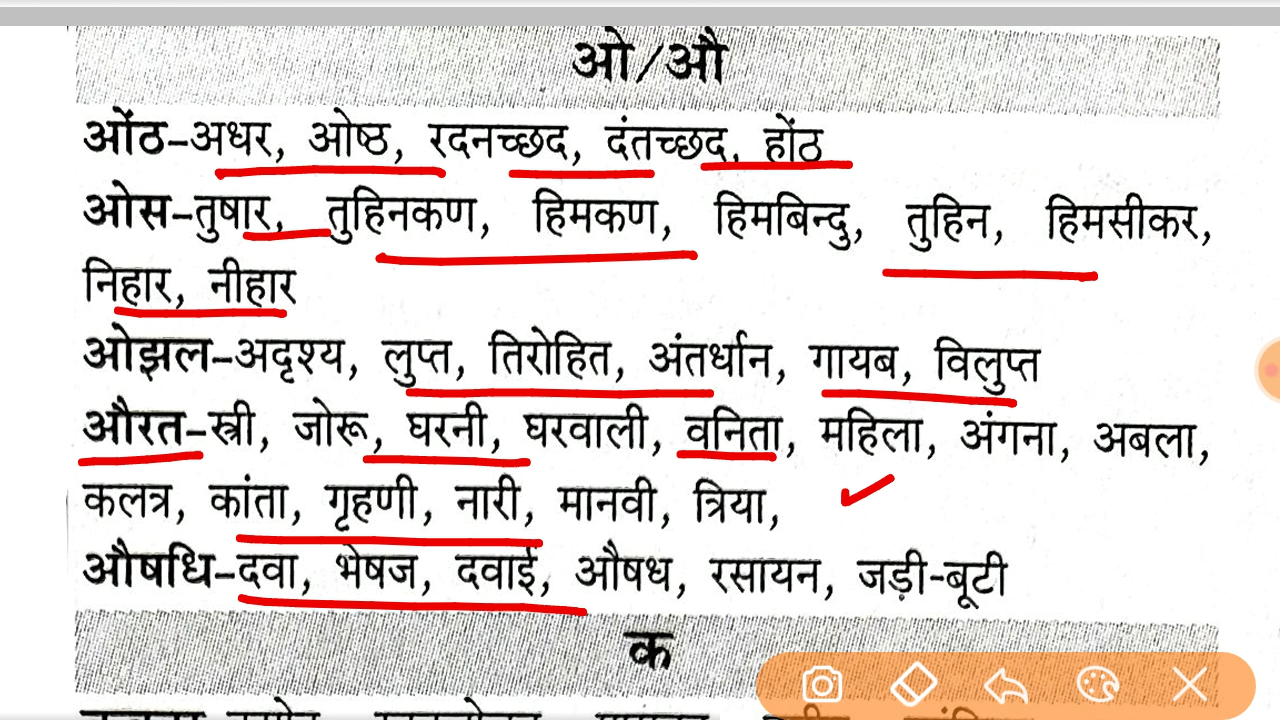 ओ/औ
ओंठ–अधर, ओष्ठ, रदनच्छद, दंतच्छद, होंठ
ओस–तुषार, तुहिनकण, हिमकण, हिमबिन्दु, तुहिन, हिमसीकर,
निहार, नीहार
ओझल–अदृश्य, लुप्त, तिरोहित, अंतर्धान, गायब, विलुप्त
औरत–स्त्री, जोरू, घरनी, घरवाली, वनिता, महिला, अंगना, अबला,
कलत्र, कांता, गृहणी, नारी, मानवी, त्रिया,
औषधि–दवा, भेषज, दवाई, औषध, रसायन, जड़ी-बूटी
क